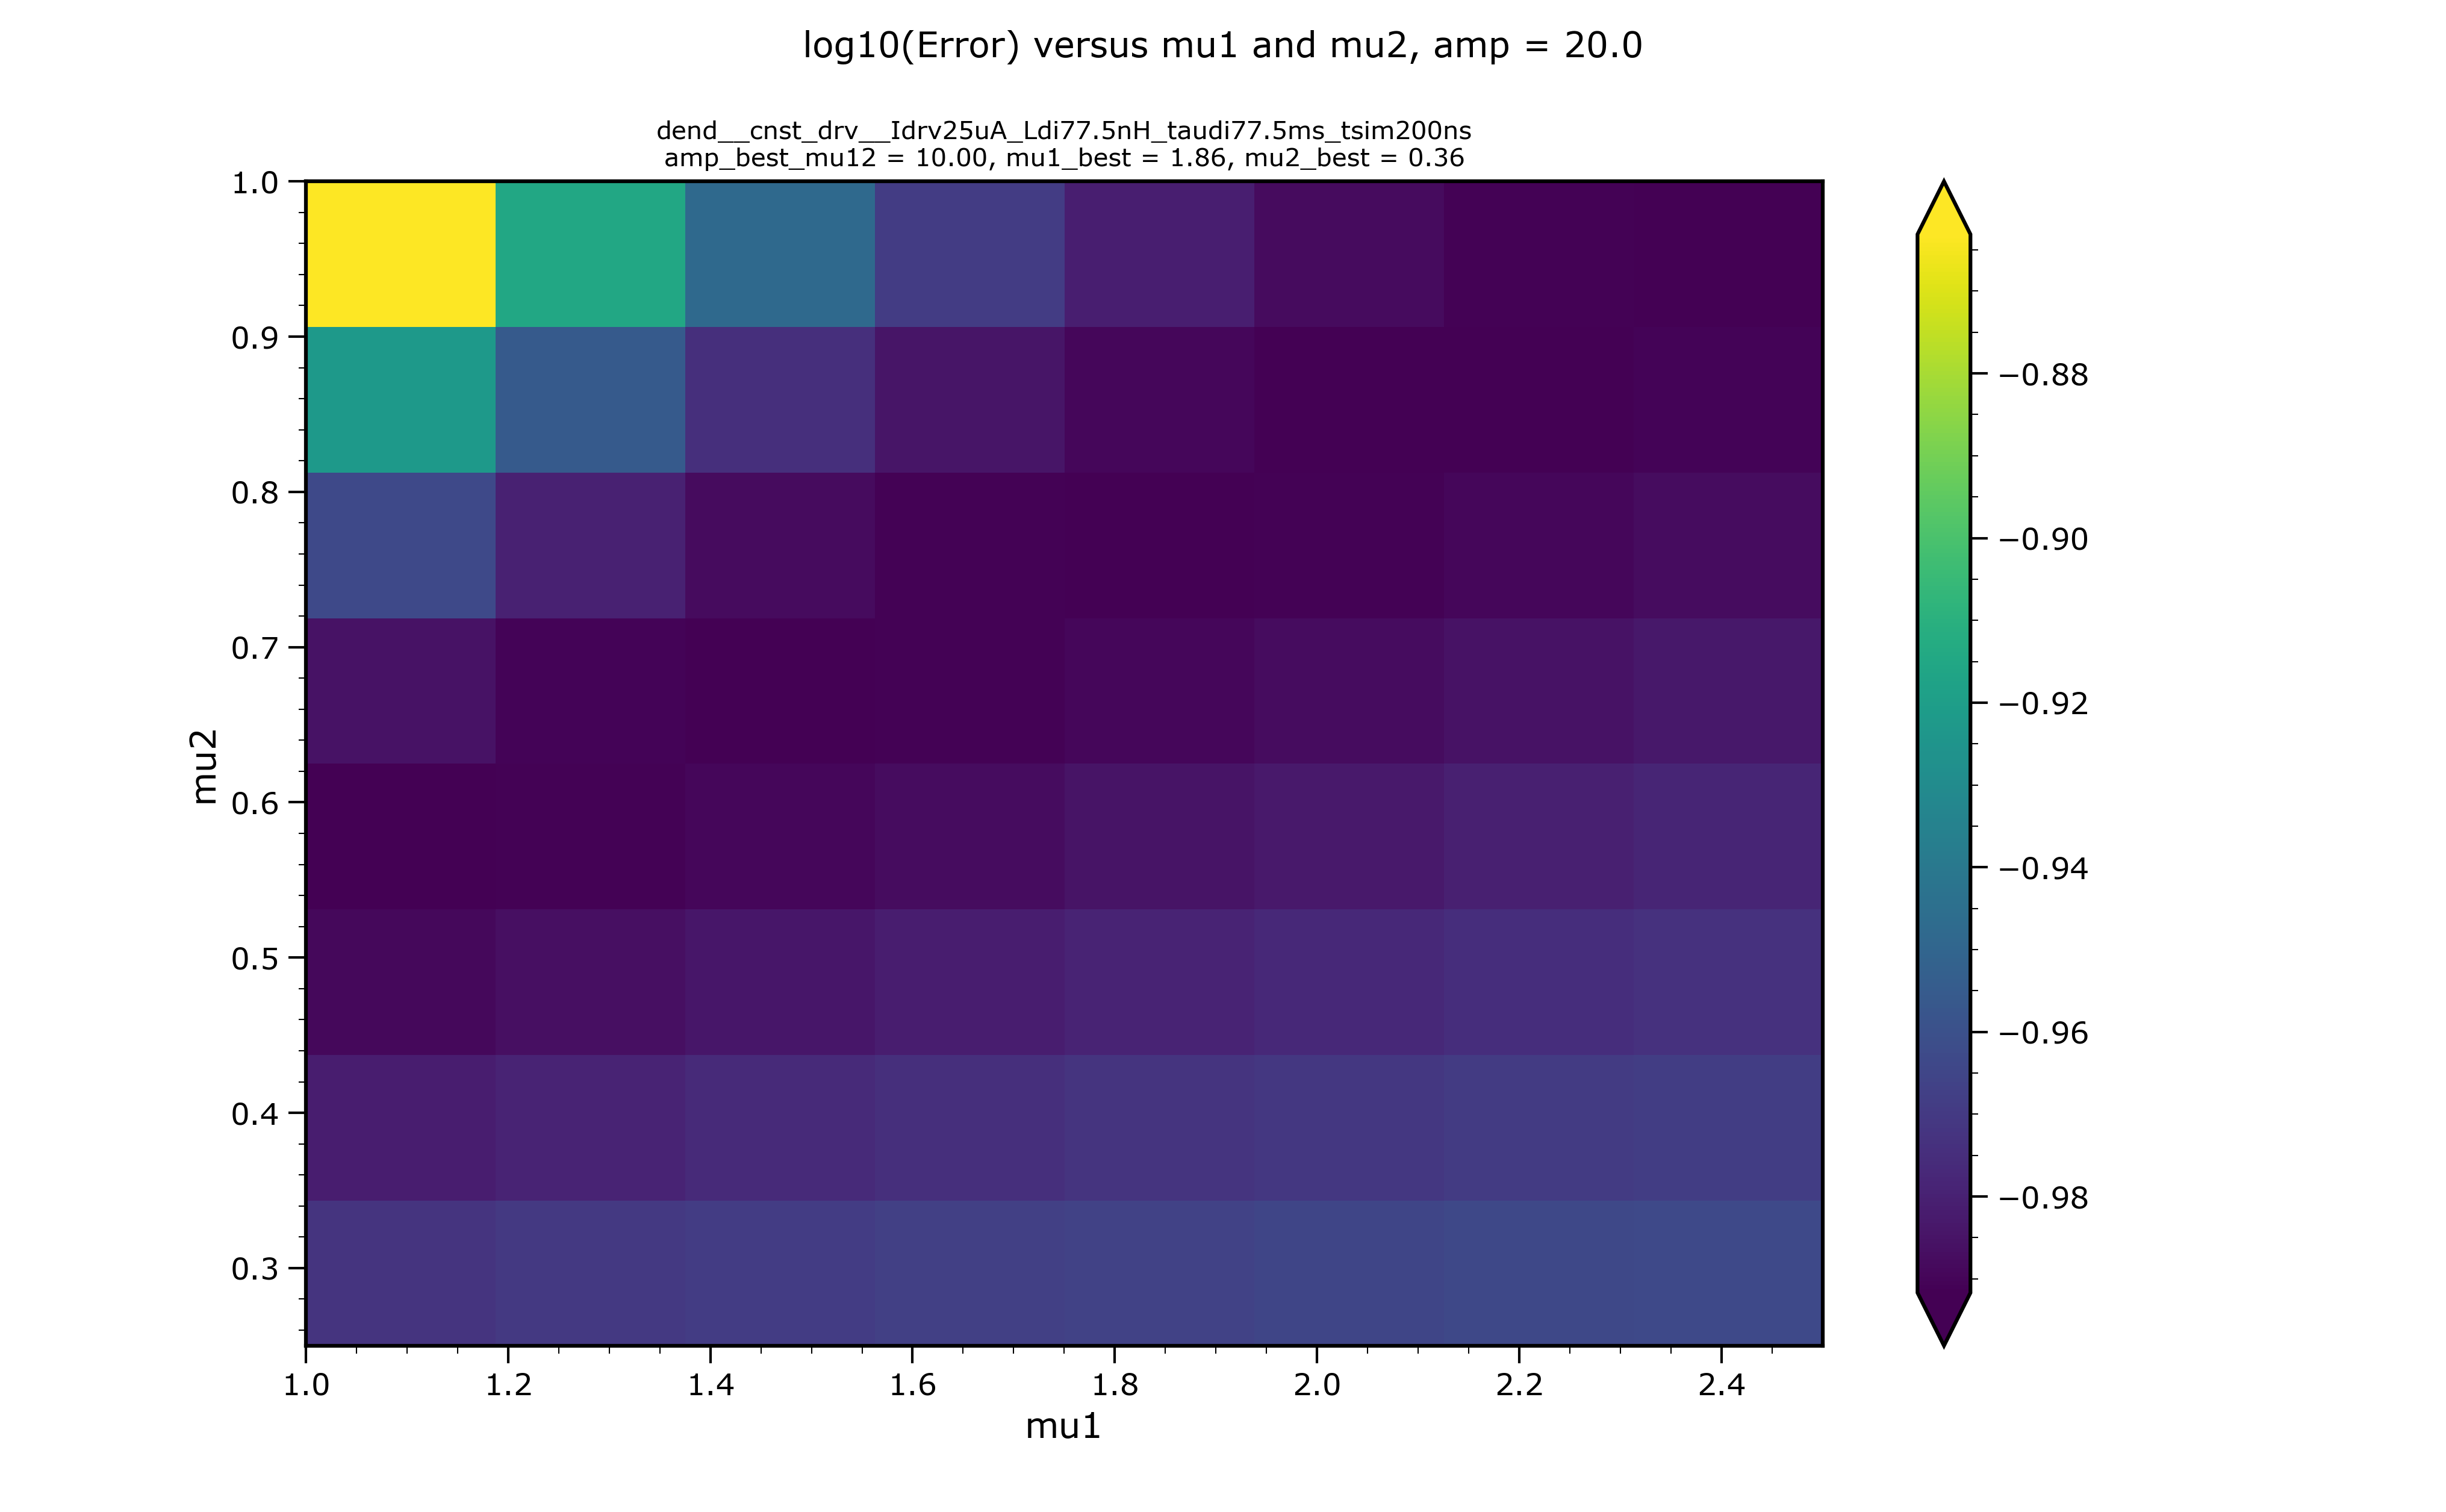 log10(Error) versus mu1 and mu2, amp = 20.0
dend__cnst_drv__Idrv25uA_Ldi77.5nH_taudi77.5ms_tsim200ns
amp_best_mu12 = 10.00, mu1_best = 1.86, mu2_best = 0.36
1.0
0.9
0.8
0.7
0.6
0.5
0.4
0.3
mu2
1.0 1.2 1.4 1.6 1.8 2.0 2.2 2.4
mu1
−0.88
−0.90
−0.92
−0.94
−0.96
−0.98